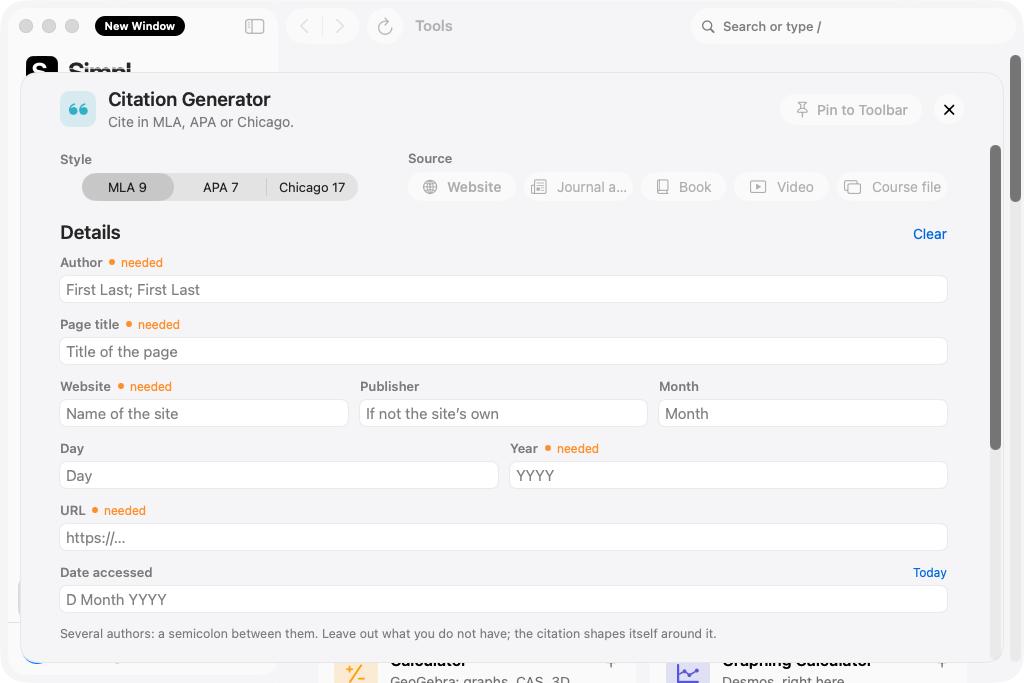 New Window
Tools
Search or type /
Simpl
Citation Generator
Cite in MLA, APA or Chicago.
Pin to Toolbar
Style
Source
MLA 9
APA 7
Chicago 17
Website
Journal a...
Book
Video
Course file
Details
Clear
Author • needed
First Last; First Last
Page title • needed
Title of the page
Website • needed
Publisher
Month
Name of the site
If not the site’s own
Month
Day
Year • needed
Day
YYYY
URL • needed
https://...
Date accessed
Today
D Month YYYY
Several authors: a semicolon between them. Leave out what you do not have; the citation shapes itself around it.
Calculator
Graphing Calculator
GeoGebra: graphs, CAS, 3D
Desmos, right here